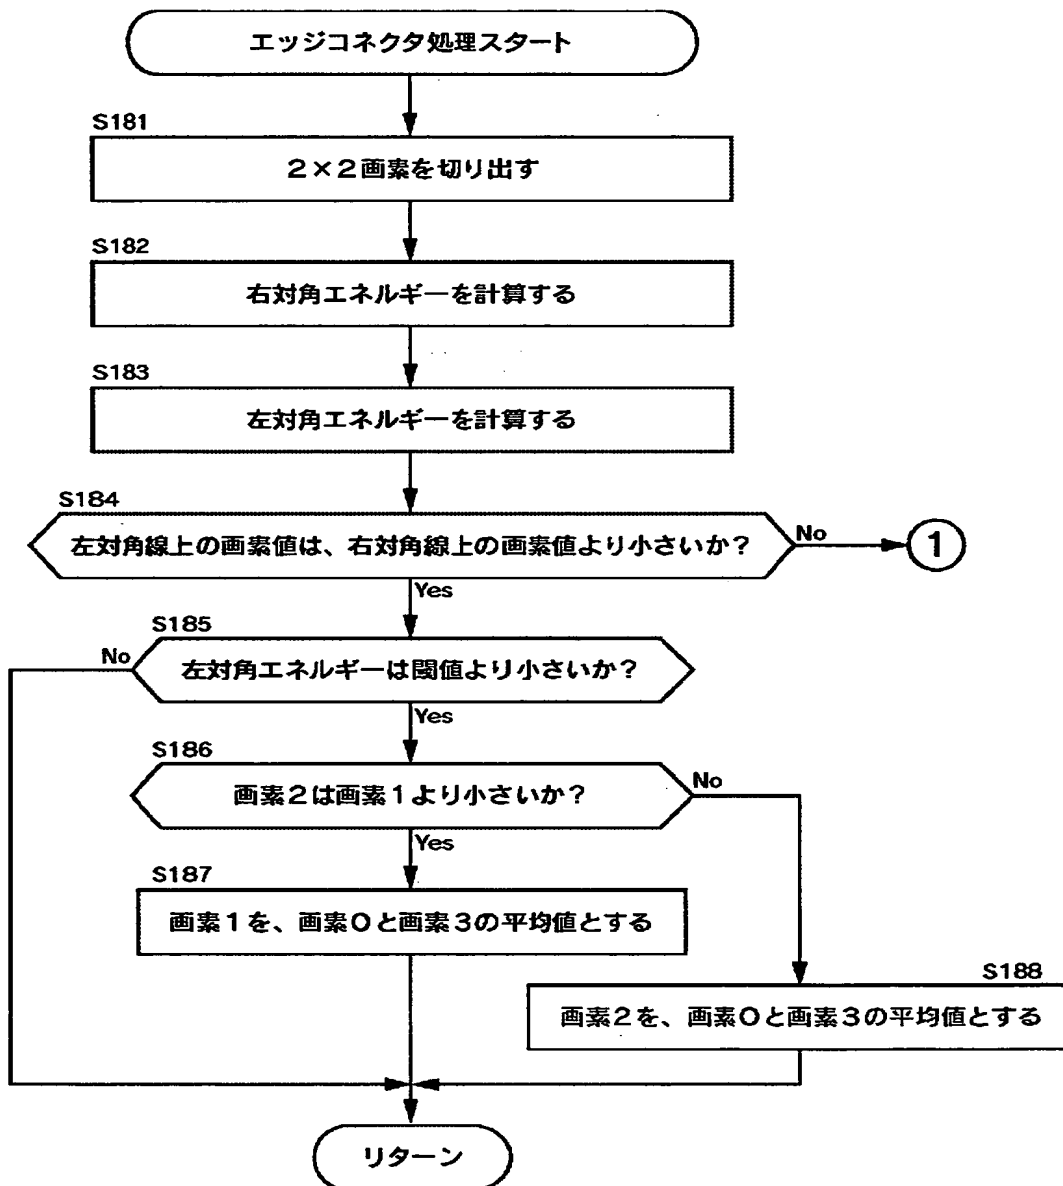 エッジコネクタ処理スタート
S181
2×2画素を切り出す
S182
右対角エネルギーを計算する
S183
左対角エネルギーを計算する
S184
左対角線上の画素値は、右対角線上の画素値より小さいか?
No
1
Yes
S185
No
左対角エネルギーは閾値より小さいか?
Yes
S186
画素2は画素1より小さいか?
No
Yes
S187
画素1を、画素0と画素3の平均値とする
S188
画素2を、画素0と画素3の平均値とする
リターン